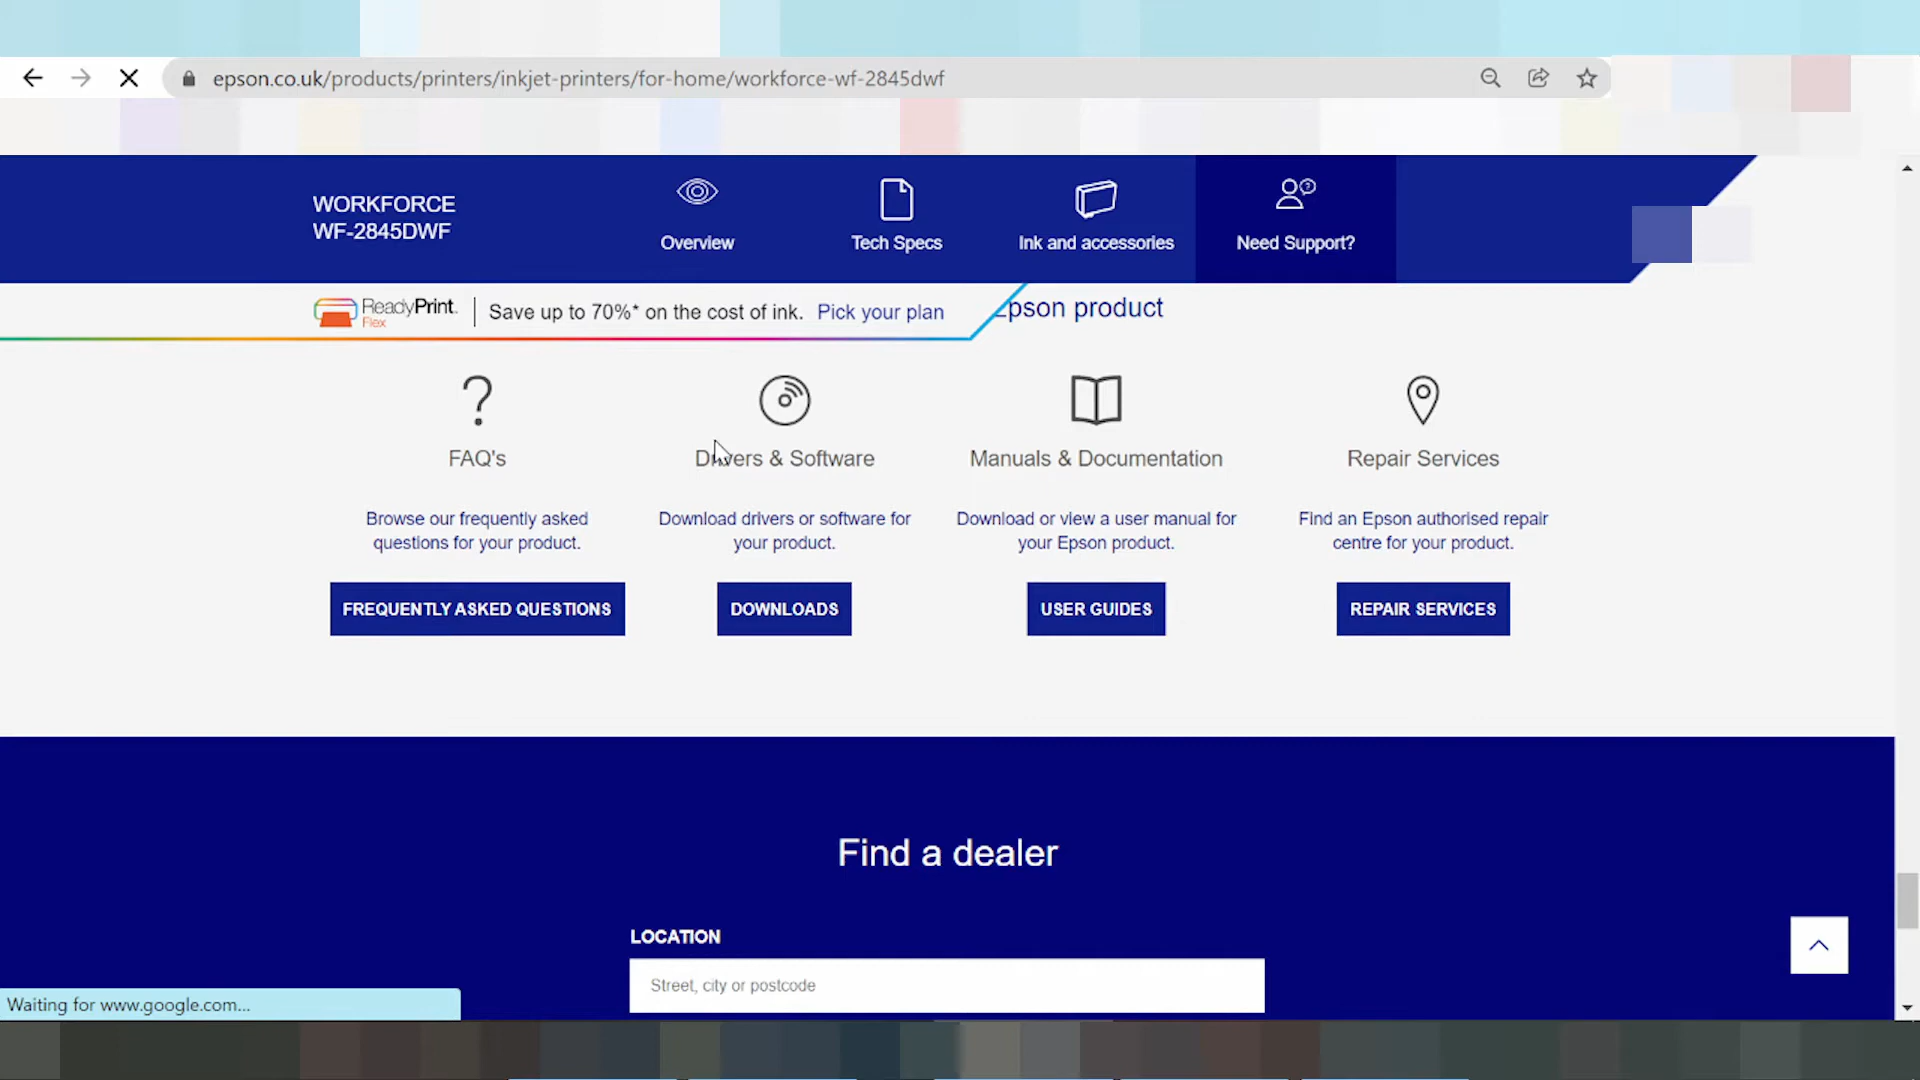 epson.co.uk/products/printers/inkjet-printers/for-home/workforce-wf-2845dwf
WORKFORCE
WF-2845DWF
Overview
Tech Specs
Ink and accessories
Need Support?
ReadyPrint.
Flex
Save up to 70%* on the cost of ink. Pick your plan
Epson product
FAQ's
Drivers & Software
Manuals & Documentation
Repair Services
Browse our frequently asked
questions for your product.
Download drivers or software for
your product.
Download or view a user manual for
your Epson product.
Find an Epson authorised repair
centre for your product.
FREQUENTLY ASKED QUESTIONS
DOWNLOADS
USER GUIDES
REPAIR SERVICES
Find a dealer
LOCATION
Street, city or postcode
Waiting for www.google.com...